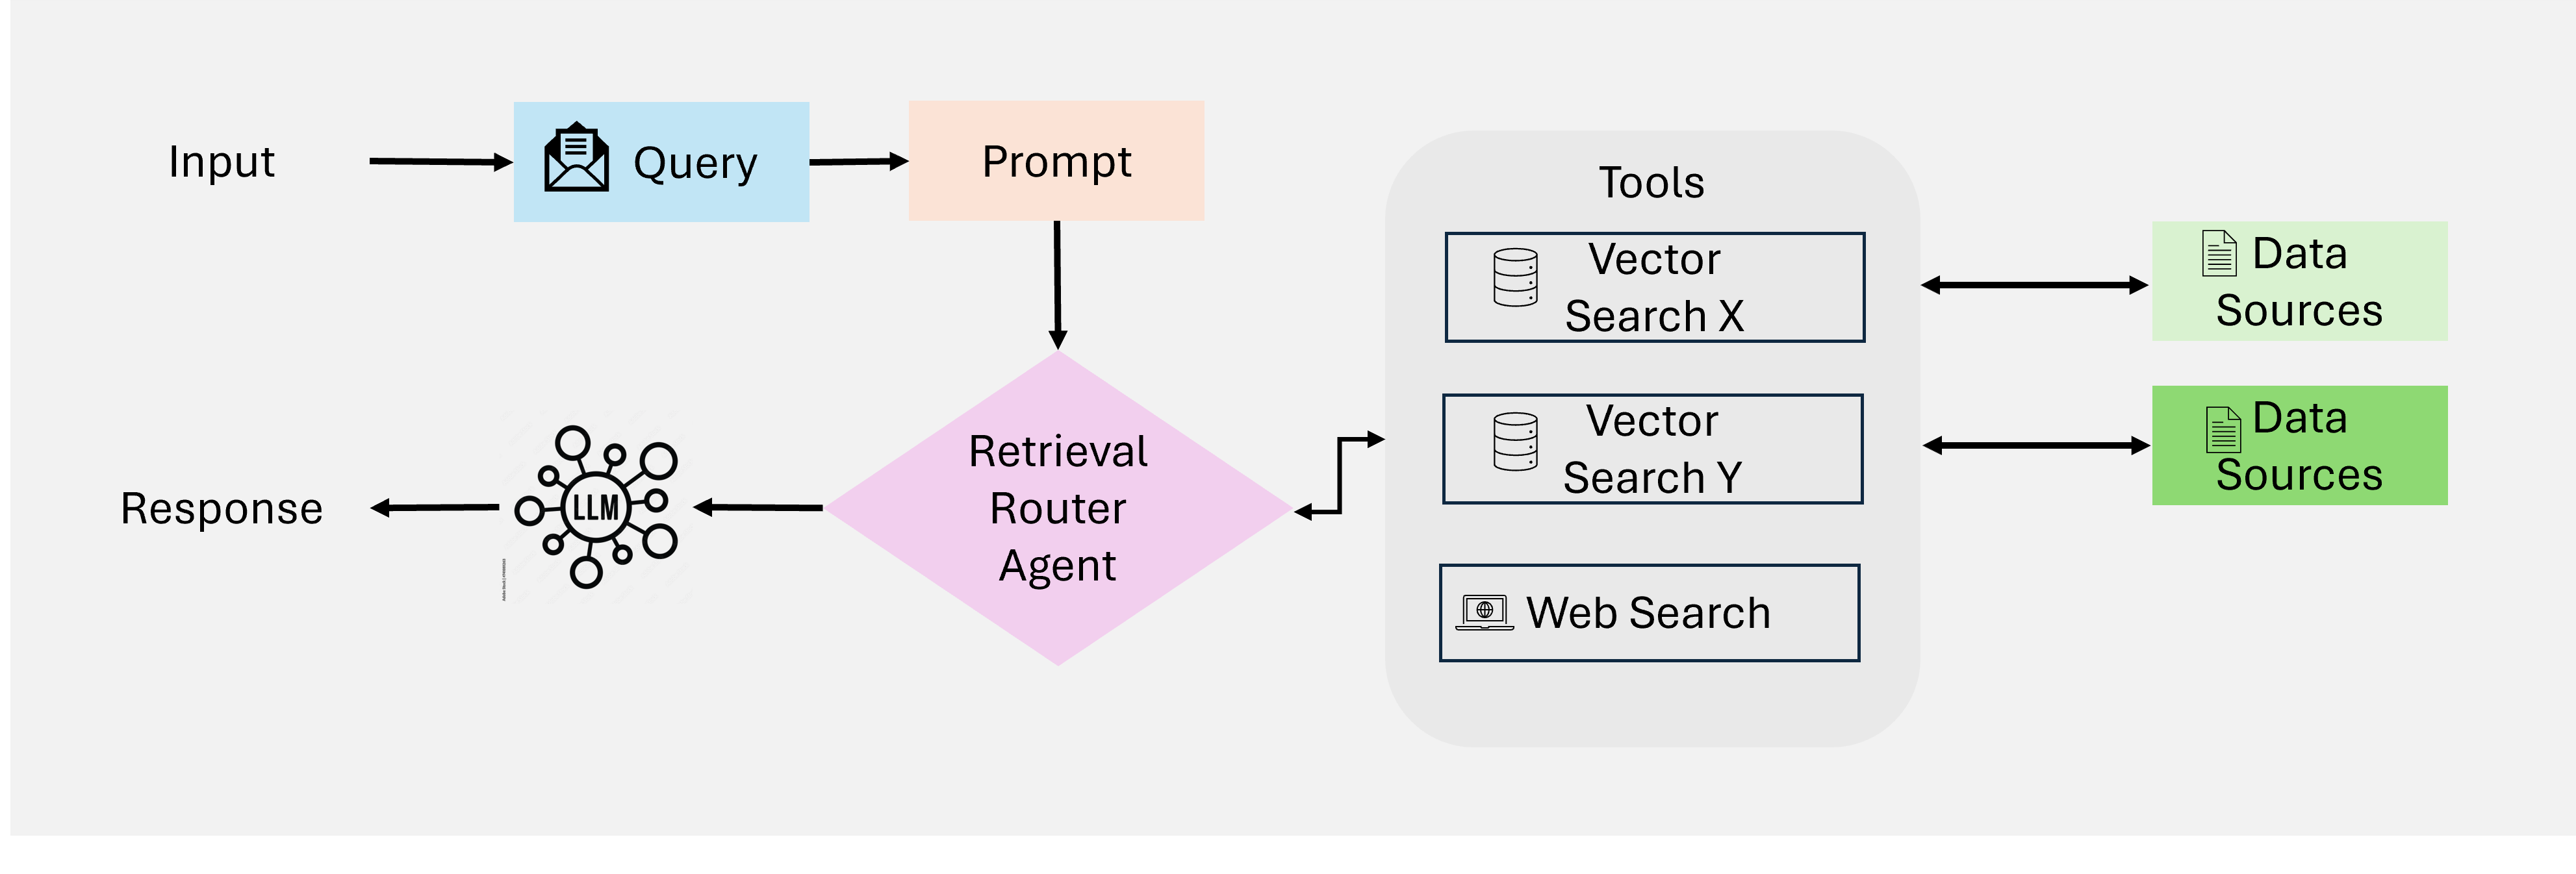 Input
Query
Prompt
Tools
Vector
Search X
Data
Sources
Vector
Search Y
Data
Sources
Web Search
Retrieval
Router
Agent
LLM
Response